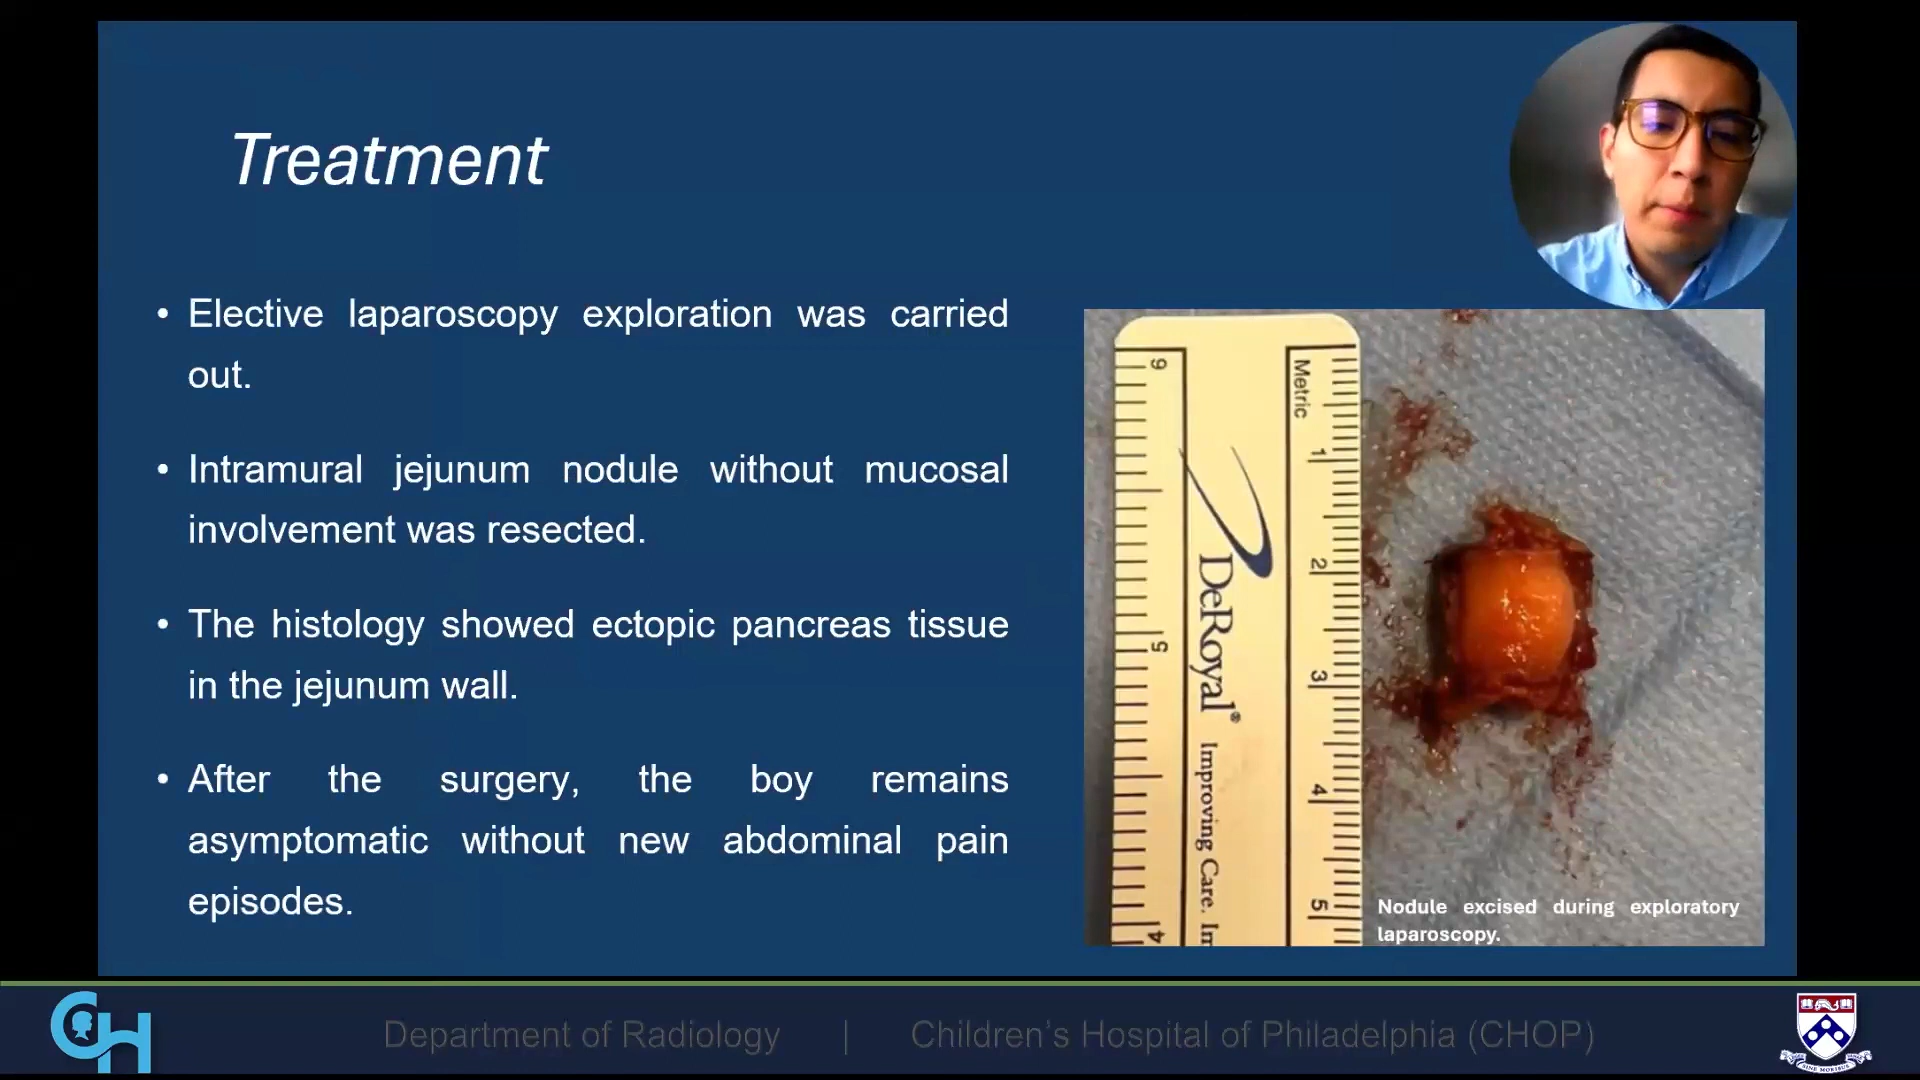 Treatment
• Elective laparoscopy exploration was carried
out.
• Intramural jejunum nodule without mucosal
involvement was resected.
• The histology showed ectopic pancreas tissue
in the jejunum wall.
• After the surgery, the boy remains
asymptomatic without new abdominal pain
episodes.
6
5
4
DeRoyal® Improving Care. Im
Metric
1
2
3
4
5
Nodule excised during exploratory
laparoscopy.
CH
Department of Radiology | Children's Hospital of Philadelphia (CHOP)